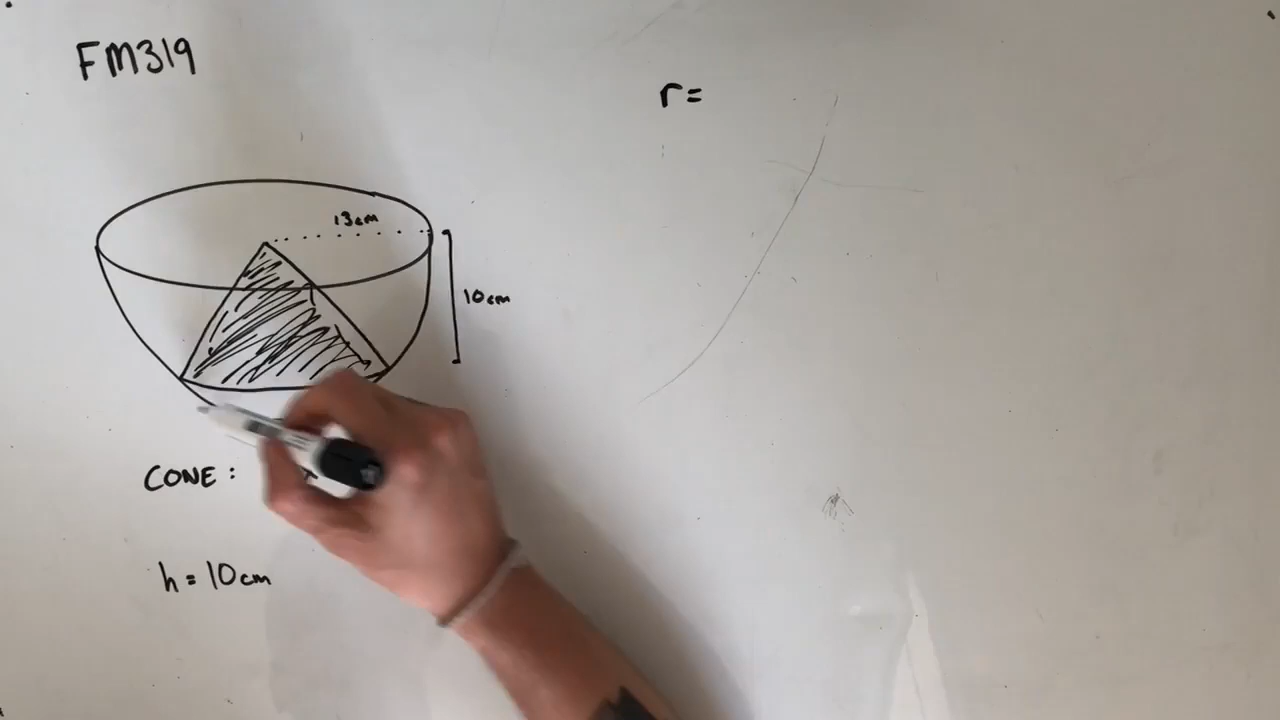 FM319
r=
13cm
10cm
CONE:
h = 10cm